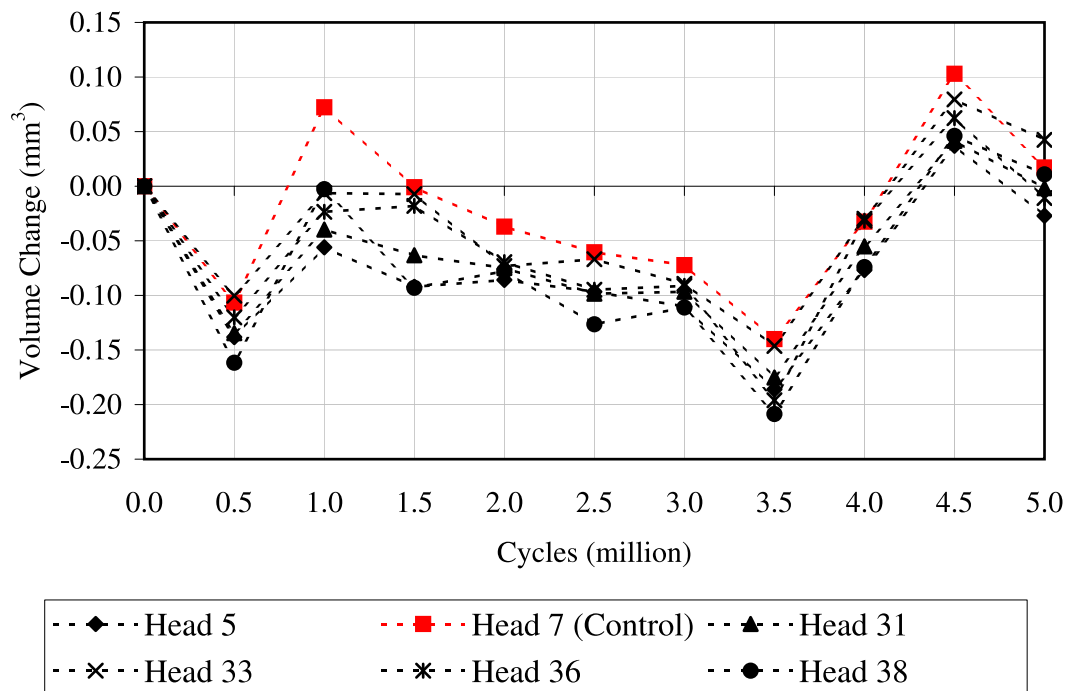 0.15
0.10
0.05
0.00
-0.05
-0.10
-0.15
-0.20
-0.25
Volume Change (mm³)
0.0 0.5 1.0 1.5 2.0 2.5 3.0 3.5 4.0 4.5 5.0
Cycles (million)
Head 5 Head 7 (Control) Head 31
Head 33 Head 36 Head 38